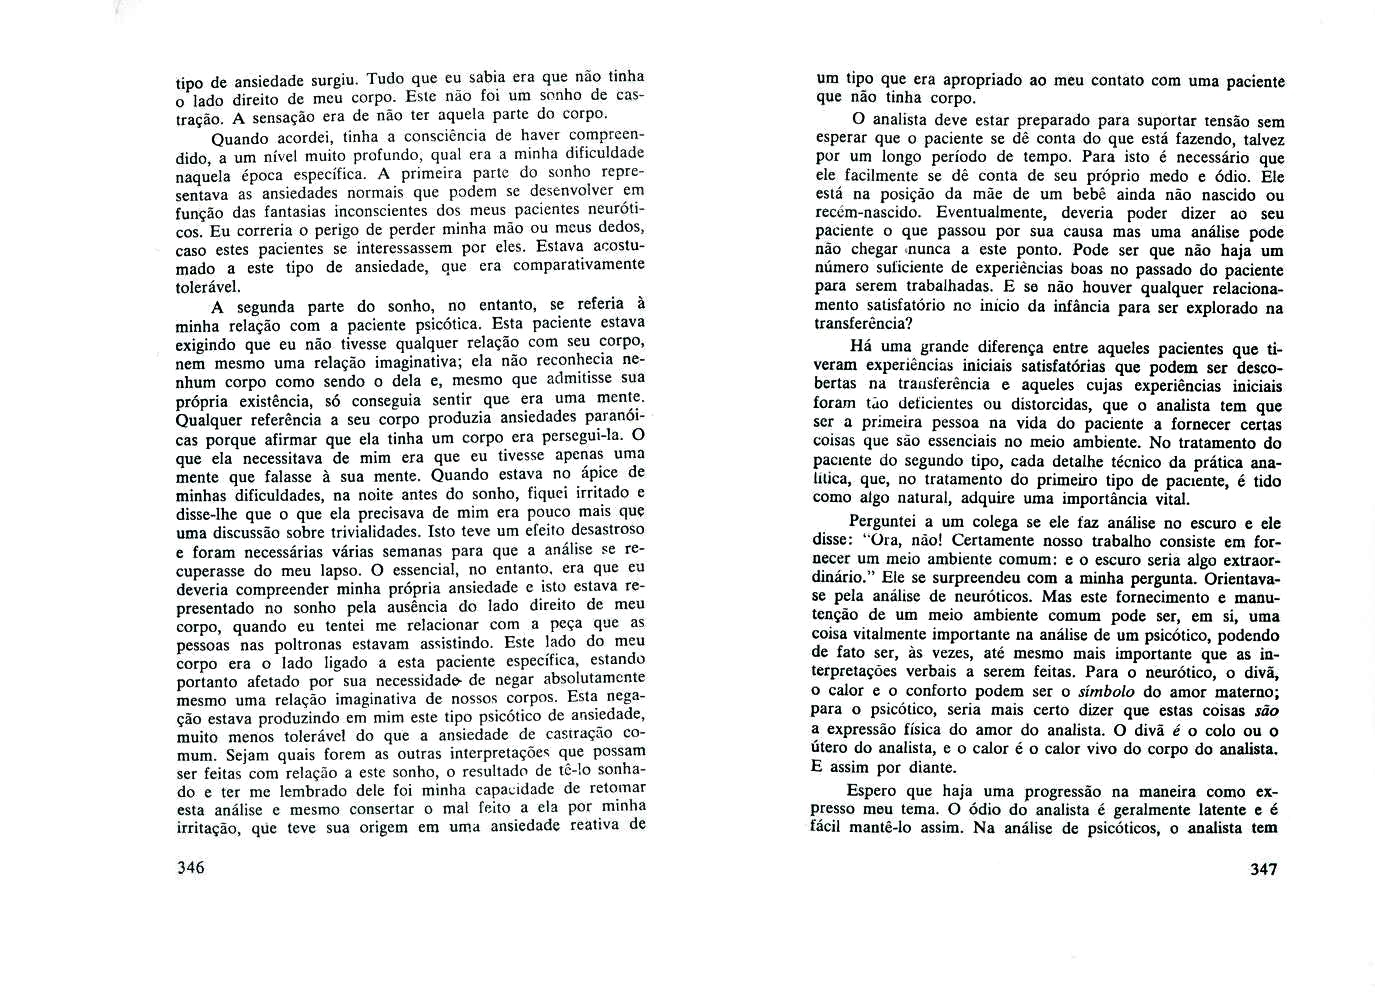 tipo de ansiedade surgiu. Tudo que eu sabia era que não tinha
o lado direito de meu corpo. Este não foi um sonho de cas-
tração. A sensação era de não ter aquela parte do corpo.
Quando acordei, tinha a consciência de haver compreen-
dido, a um nível muito profundo, qual era a minha dificuldade
naquela época específica. A primeira parte do sonho repre-
sentava as ansiedades normais que podem se desenvolver em
função das fantasias inconscientes dos meus pacientes neuróti-
cos. Eu correria o perigo de perder minha mão ou meus dedos,
caso estes pacientes se interessassem por eles. Estava acostu-
mado a este tipo de ansiedade, que era comparativamente
tolerável.
A segunda parte do sonho, no entanto, se referia à
minha relação com a paciente psicótica. Esta paciente estava
exigindo que eu não tivesse qualquer relação com seu corpo,
nem mesmo uma relação imaginativa; ela não reconhecia ne-
nhum corpo como sendo o dela e, mesmo que admitisse sua
própria existência, só conseguia sentir que era uma mente.
Qualquer referência a seu corpo produzia ansiedades paranói-
cas porque afirmar que ela tinha um corpo era persegui-la. O
que ela necessitava de mim era que eu tivesse apenas uma
mente que falasse à sua mente. Quando estava no ápice de
minhas dificuldades, na noite antes do sonho, fiquei irritado e
disse-lhe que o que ela precisava de mim era pouco mais que
uma discussão sobre trivialidades. Isto teve um efeito desastroso
e foram necessárias várias semanas para que a análise se re-
cuperasse do meu lapso. O essencial, no entanto, era que eu
deveria compreender minha própria ansiedade e isto estava re-
presentado no sonho pela ausência do lado direito de meu
corpo, quando eu tentei me relacionar com a peça que as
pessoas nas poltronas estavam assistindo. Este lado do meu
corpo era o lado ligado a esta paciente específica, estando
portanto afetado por sua necessidade de negar absolutamente
mesmo uma relação imaginativa de nossos corpos. Esta nega-
ção estava produzindo em mim este tipo psicótico de ansiedade,
muito menos tolerável do que a ansiedade de castração co-
mum. Sejam quais forem as outras interpretações que possam
ser feitas com relação a este sonho, o resultado de tê-lo sonha-
do e ter me lembrado dele foi minha capacidade de retomar
esta análise e mesmo consertar o mal feito a ela por minha
irritação, que teve sua origem em uma ansiedade reativa de
346
um tipo que era apropriado ao meu contato com uma paciente
que não tinha corpo.
O analista deve estar preparado para suportar tensão sem
esperar que o paciente se dê conta do que está fazendo, talvez
por um longo período de tempo. Para isto é necessário que
ele facilmente se dê conta de seu próprio medo e ódio. Ele
está na posição da mãe de um bebê ainda não nascido ou
recém-nascido. Eventualmente, deveria poder dizer ao seu
paciente o que passou por sua causa mas uma análise pode
não chegar nunca a este ponto. Pode ser que não haja um
número suficiente de experiências boas no passado do paciente
para serem trabalhadas. E se não houver qualquer relaciona-
mento satisfatório no início da infância para ser explorado na
transferência?
Há uma grande diferença entre aqueles pacientes que ti-
veram experiências iniciais satisfatórias que podem ser desco-
bertas na transferência e aqueles cujas experiências iniciais
foram tão deficientes ou distorcidas, que o analista tem que
ser a primeira pessoa na vida do paciente a fornecer certas
coisas que são essenciais no meio ambiente. No tratamento do
paciente do segundo tipo, cada detalhe técnico da prática ana-
lítica, que, no tratamento do primeiro tipo de paciente, é tido
como algo natural, adquire uma importância vital.
Perguntei a um colega se ele faz análise no escuro e ele
disse: “Ora, não! Certamente nosso trabalho consiste em for-
necer um meio ambiente comum: e o escuro seria algo extraor-
dinário.” Ele se surpreendeu com a minha pergunta. Orientava-
se pela análise de neuróticos. Mas este fornecimento e manu-
tenção de um meio ambiente comum pode ser, em si, uma
coisa vitalmente importante na análise de um psicótico, podendo
de fato ser, às vezes, até mesmo mais importante que as in-
terpretações verbais a serem feitas. Para o neurótico, o divã,
o calor e o conforto podem ser o símbolo do amor materno;
para o psicótico, seria mais certo dizer que estas coisas são
a expressão física do amor do analista. O divã é o colo ou o
útero do analista, e o calor é o calor vivo do corpo do analista.
E assim por diante.
Espero que haja uma progressão na maneira como ex-
presso meu tema. O ódio do analista é geralmente latente e é
fácil mantê-lo assim. Na análise de psicóticos, o analista tem
347